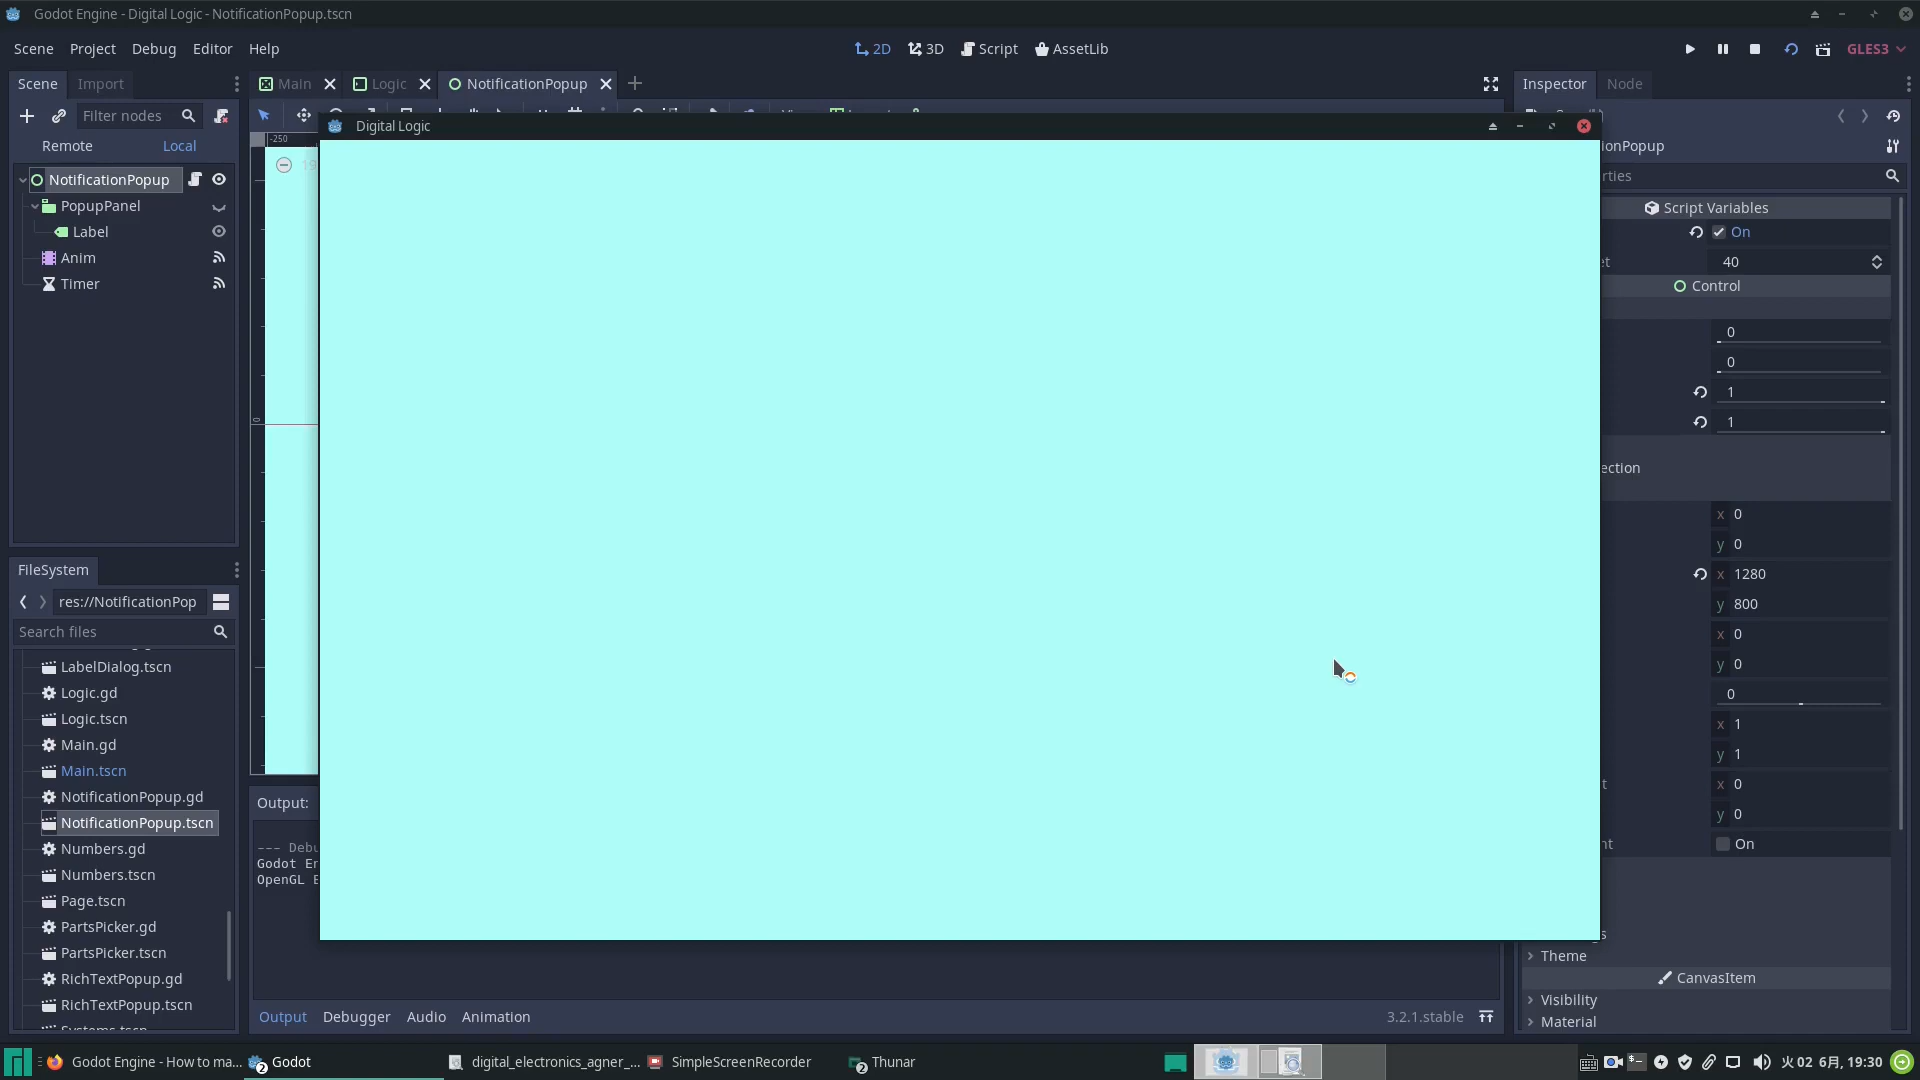 Godot Engine - Digital Logic - NotificationPopup.tscn
Scene Project Debug Editor Help
2D 3D Script AssetLib
GLES3
Scene Import
Main Logic NotificationPopup
Inspector Node
Filter nodes
Remote Local
-250
Digital Logic
ionPopup
rties
NotificationPopup
PopupPanel
Label
Anim
Timer
Script Variables
On
et 40
Control
0
0
1
1
ection
x 0
y 0
x 1280
y 800
x 0
y 0
0
x 1
y 1
x 0
y 0
On
0
FileSystem
res://NotificationPop
Search files
LabelDialog.tscn
Logic.gd
Logic.tscn
Main.gd
Main.tscn
NotificationPopup.gd
NotificationPopup.tscn
Numbers.gd
Numbers.tscn
Page.tscn
PartsPicker.gd
PartsPicker.tscn
RichTextPopup.gd
RichTextPopup.tscn
Systems.tscn
Output:
--- Debu
Godot En
OpenGL E
Theme
CanvasItem
Visibility
Material
Output Debugger Audio Animation
3.2.1.stable
Godot Engine - How to ma... Godot digital_electronics_agner_... SimpleScreenRecorder Thunar
火 02 6月, 19:30